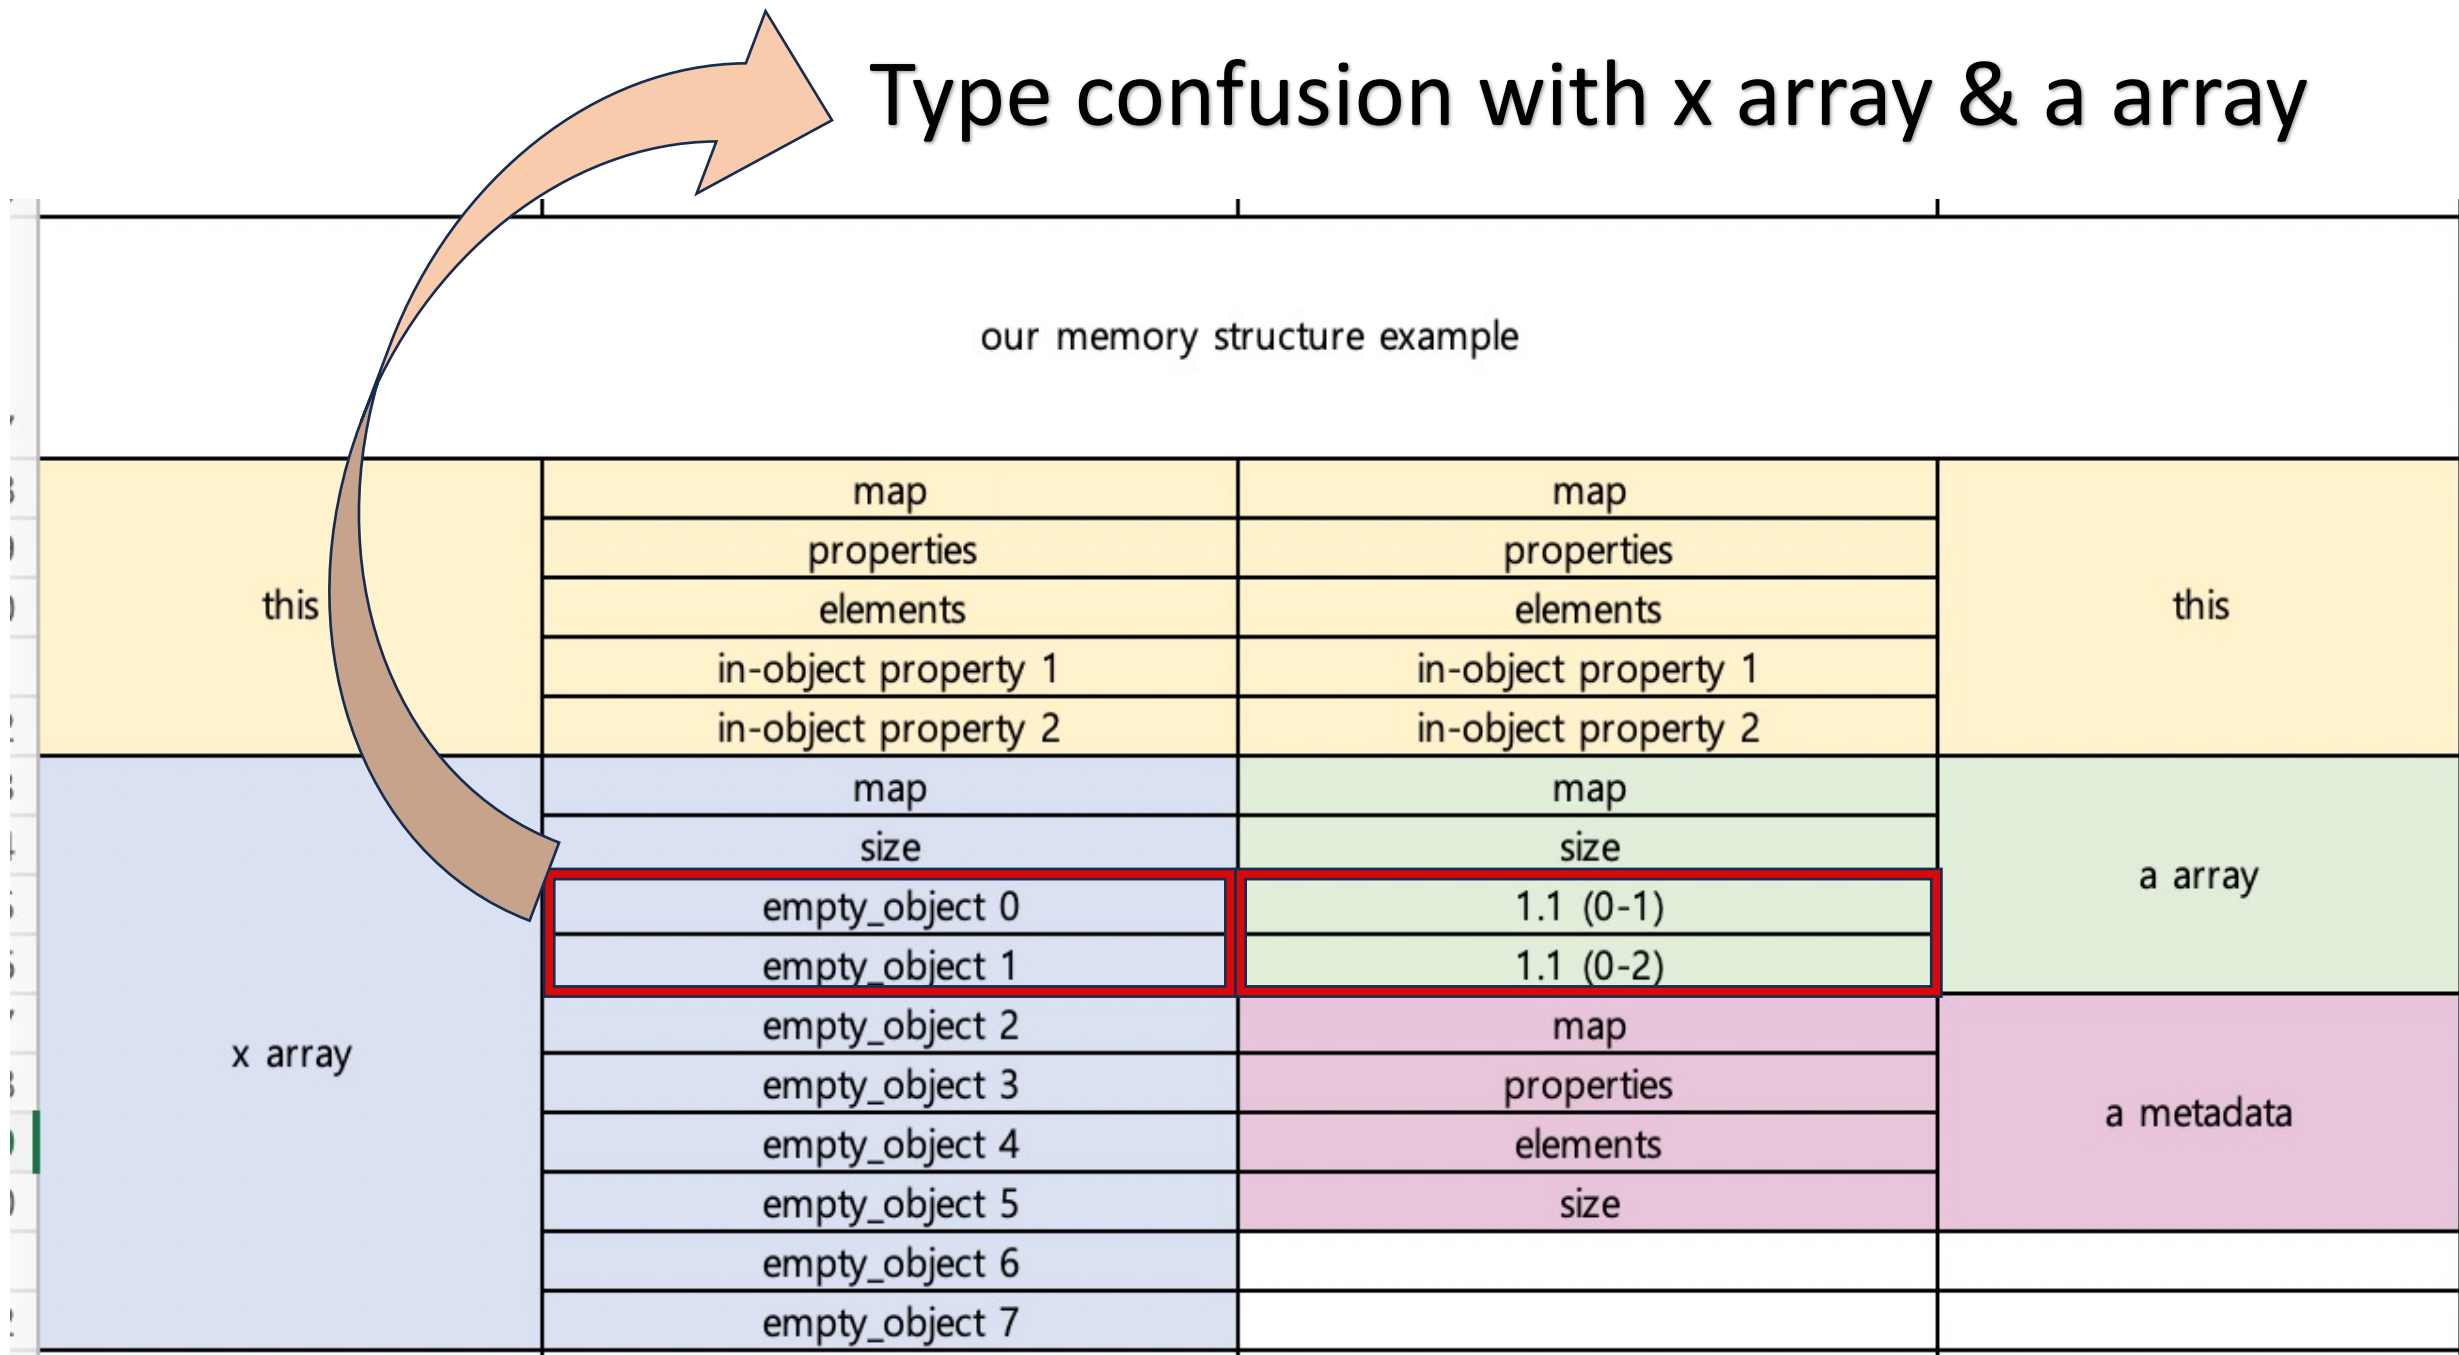 Type confusion with x array & a array
our memory structure example
this
map
map
this
properties
properties
elements
elements
in-object property 1
in-object property 1
in-object property 2
in-object property 2
x array
map
map
a array
size
size
empty_object 0
1.1 (0-1)
empty_object 1
1.1 (0-2)
empty_object 2
map
a metadata
empty_object 3
properties
empty_object 4
elements
empty_object 5
size
empty_object 6
empty_object 7